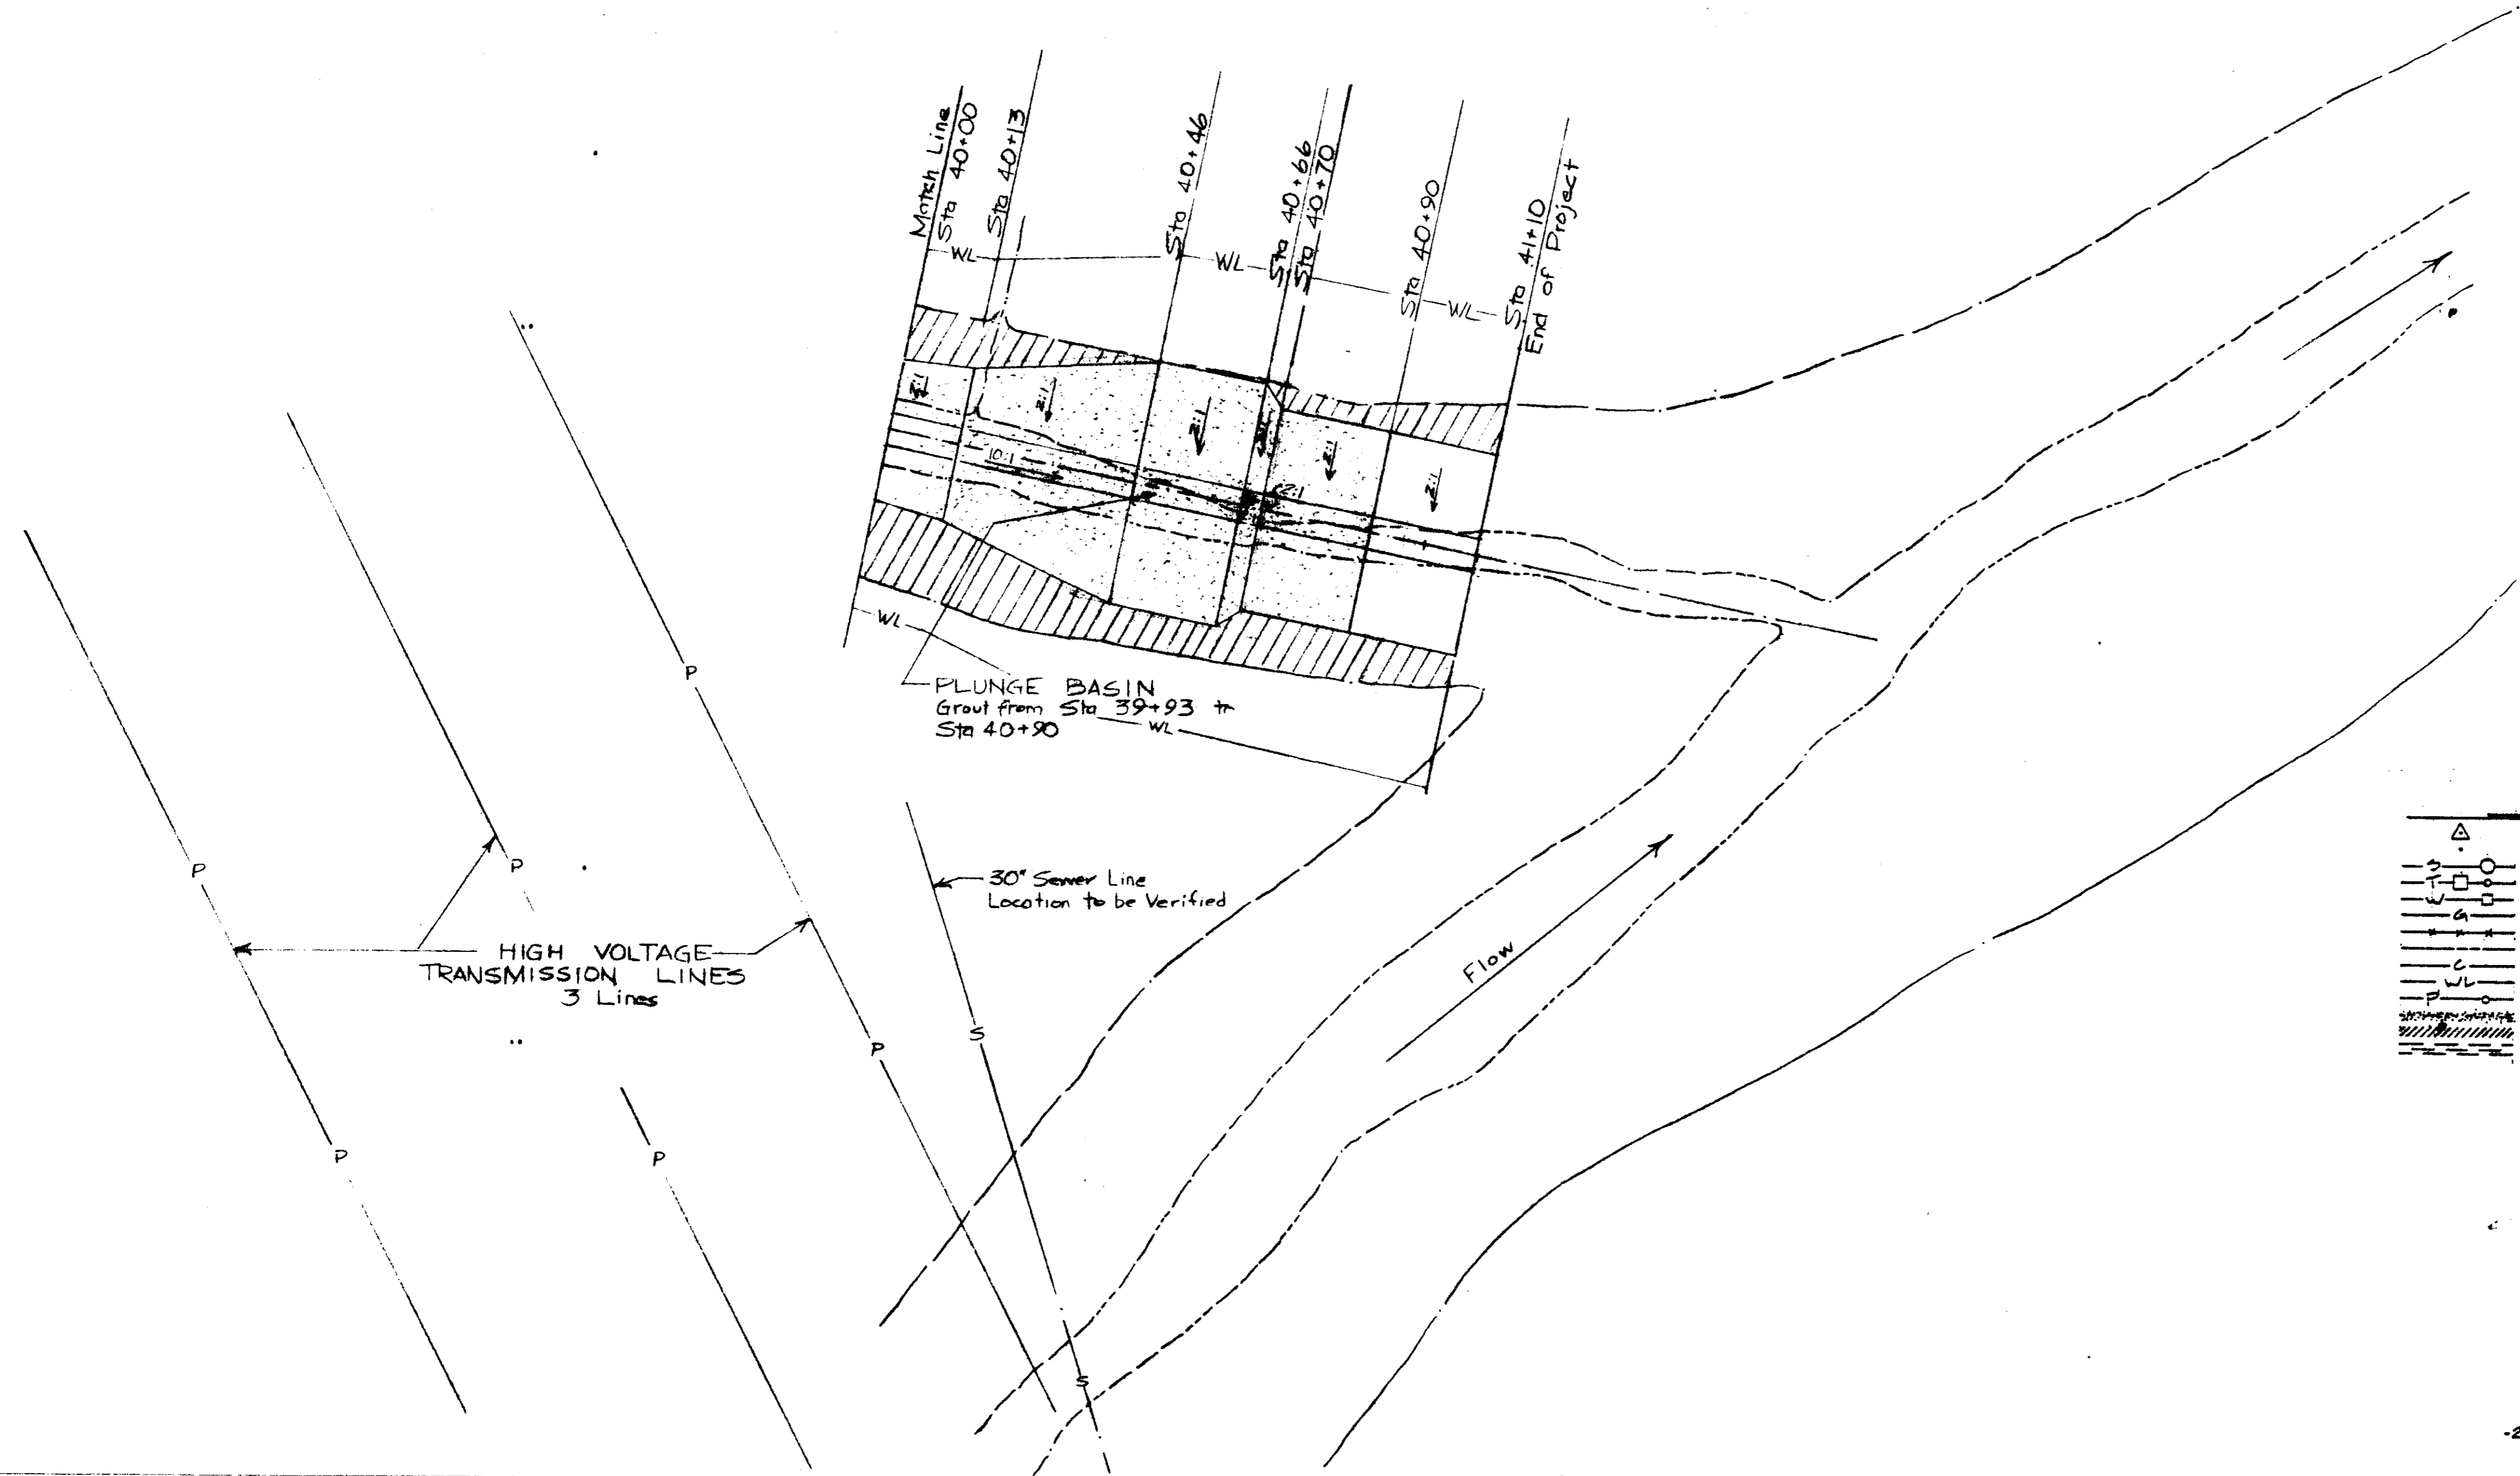 Match Line
Sta 40+00
Sta 40+13
Sta 40+46
Sta 40+66
Sta 40+70
Sta 40+90
Sta 41+10
End of Project
WL
WL
WL
2:1
2:1
2:1
2:1
2:1
10:1
2:1
WL
PLUNGE BASIN
Grout from Sta 39+93 to
Sta 40+90
WL
P
P
P
30" Sewer Line
Location to be Verified
HIGH VOLTAGE
TRANSMISSION LINES
3 Lines
Flow
S
P
P
P
S
S
T
W
G
C
WL
P